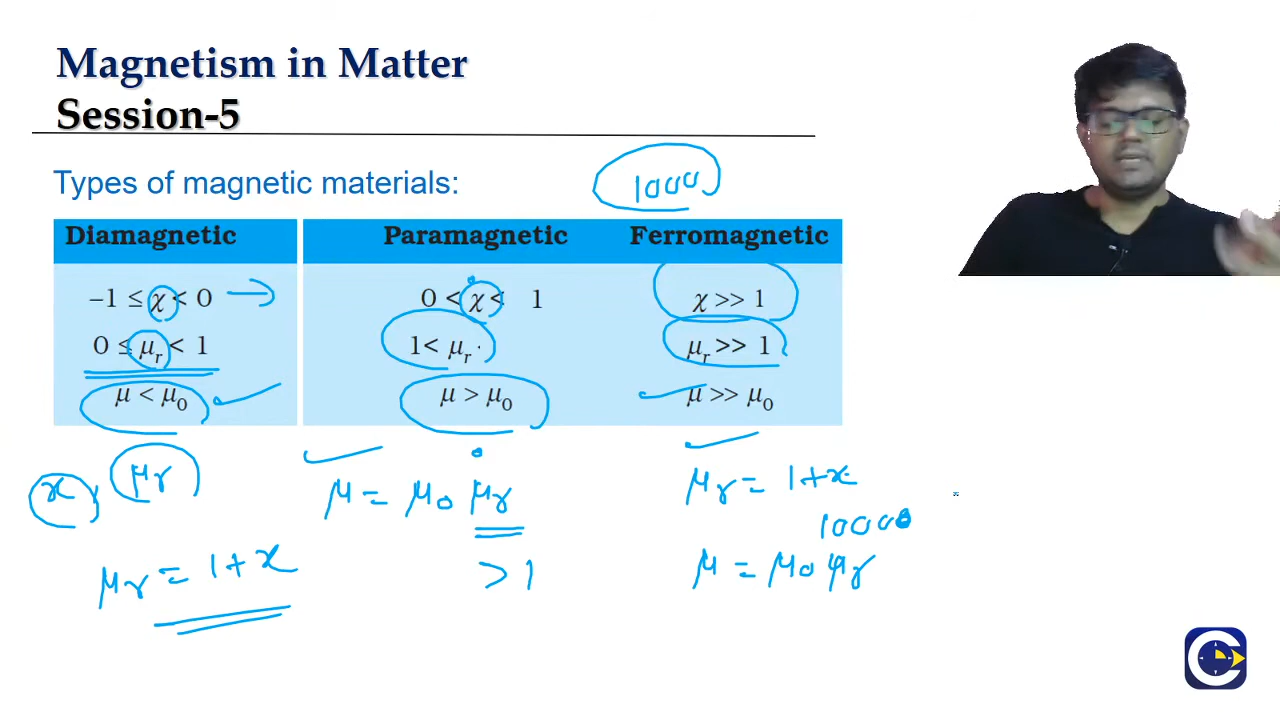 Magnetism in Matter
Session-5
Types of magnetic materials:
1000
Diamagnetic Paramagnetic Ferromagnetic
–1 ≤ χ < 0 0 < χ < 1 χ >> 1
0 ≤ μr < 1 1< μr μr >> 1
μ < μ0 μ > μ0 μ >> μ0
x, μr
μ = μ0 μr
μr = 1+x
10000
μr = 1+x
> 1
μ = μ0 μr